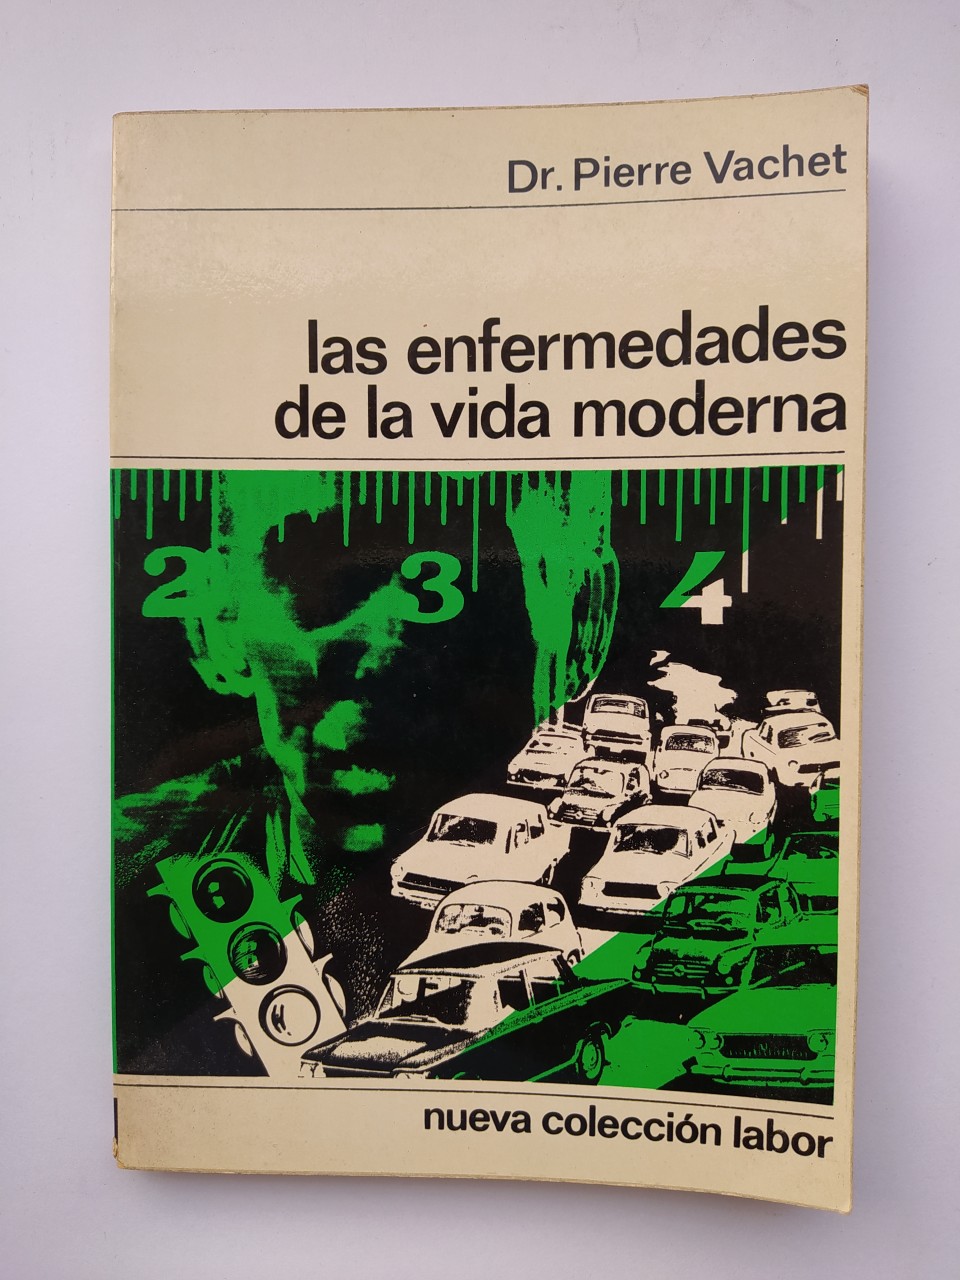 Dr. Pierre Vachet
las enfermedades
de la vida moderna
2 3 4
nueva colección labor